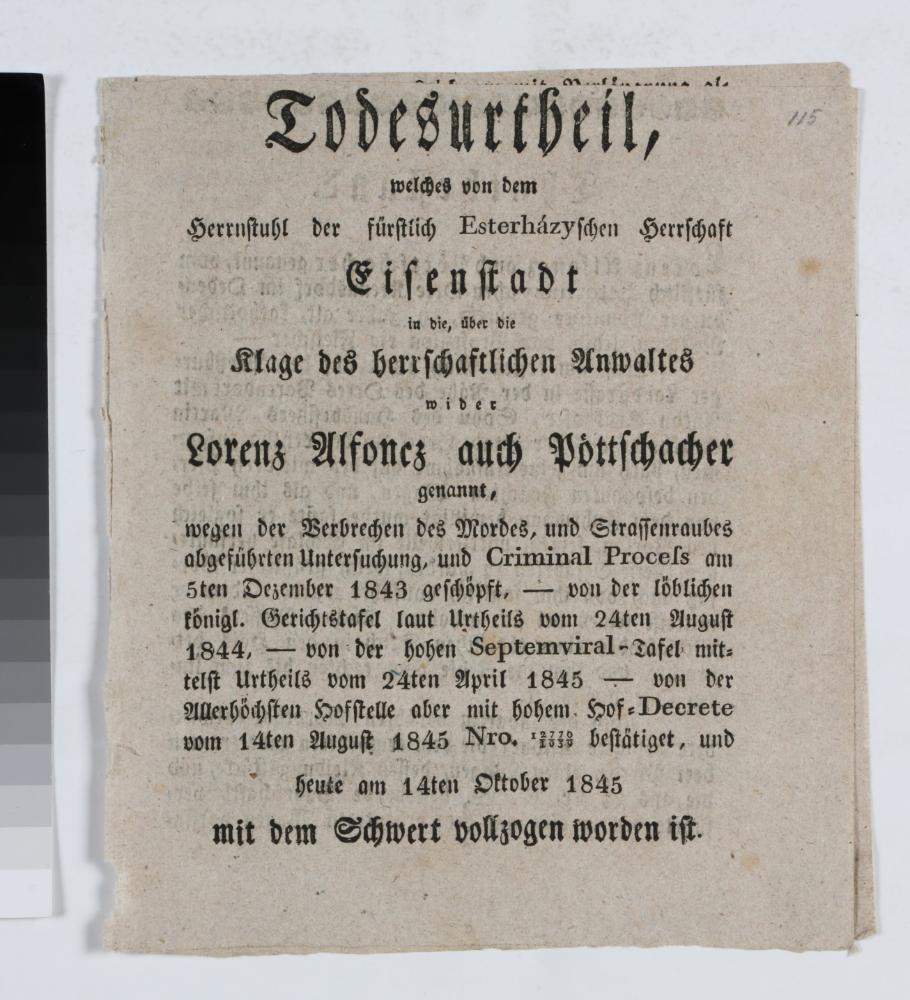 115
Todesurtheil,
welches von dem
Herrnstuhl der fürstlich Esterházyschen Herrschaft
Eisenstadt
in die, über die
Klage des herrschaftlichen Anwaltes
wider
Lorenz Alfoncz auch Pöttschacher
genannt,
wegen der Verbrechen des Mordes, und Strassenraubes
abgeführten Untersuchung, und Criminal Proceſs am
5ten Dezember 1843 geschöpft, — von der löblichen
königl. Gerichtstafel laut Urtheils vom 24ten August
1844, — von der hohen Septemviral-Tafel mit-
telst Urtheils vom 24ten April 1845 — von der
Allerhöchsten Hofstelle aber mit hohem Hof-Decrete
vom 14ten August 1845 Nro. bestätiget, und
heute am 14ten Oktober 1845
mit dem Schwert vollzogen worden ist.